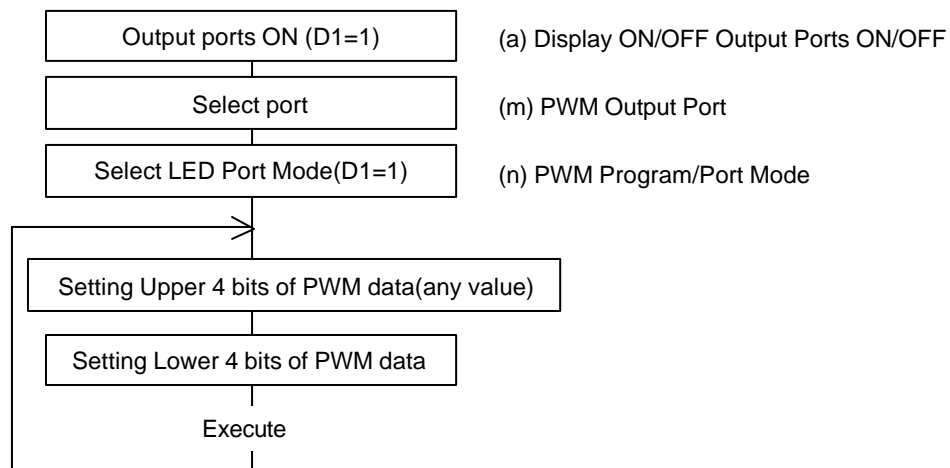 Output ports ON (D1=1) (a) Display ON/OFF Output Ports ON/OFF
Select port (m) PWM Output Port
Select LED Port Mode(D1=1) (n) PWM Program/Port Mode
Setting Upper 4 bits of PWM data(any value)
Setting Lower 4 bits of PWM data
Execute